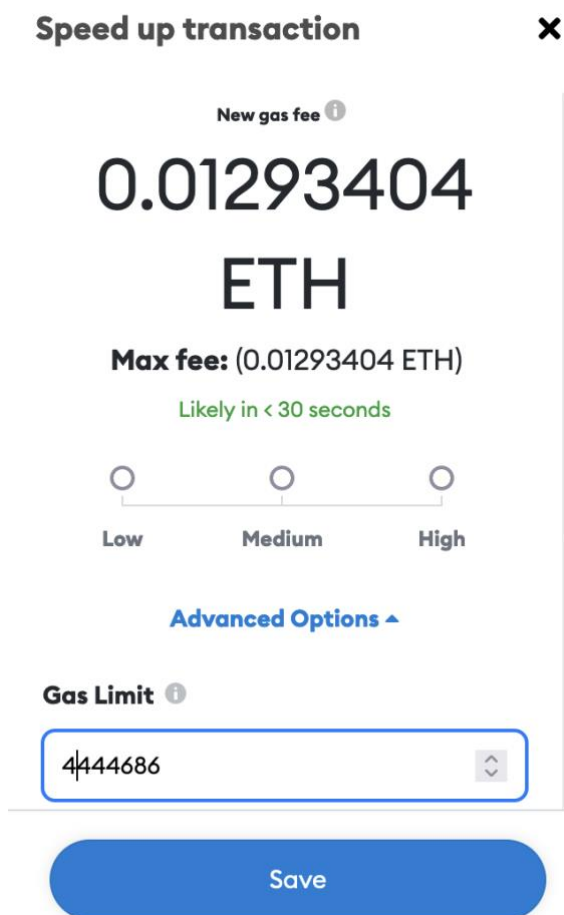 Speed up transaction
New gas fee
0.01293404
ETH
Max fee: (0.01293404 ETH)
Likely in < 30 seconds
Low Medium High
Advanced Options
Gas Limit
4444686
Save